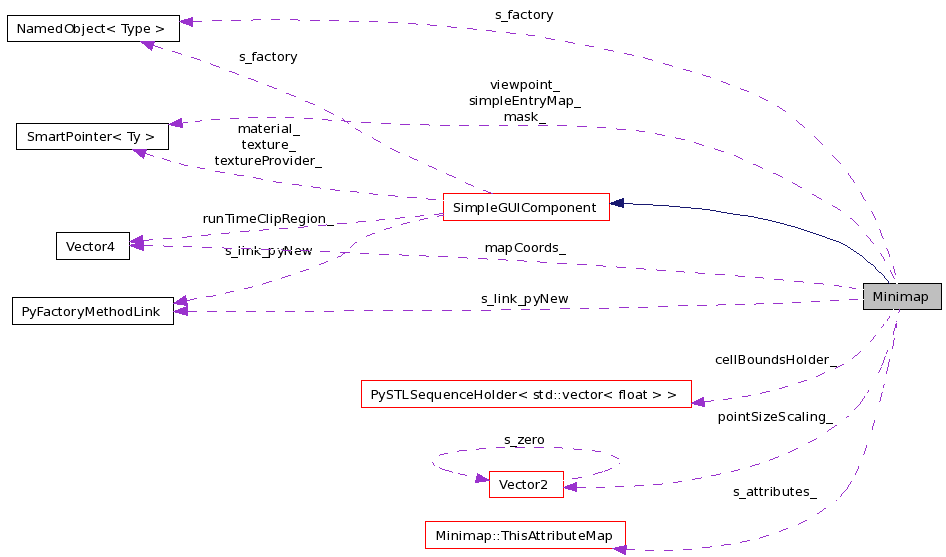 s_factory
NamedObject< Type >
s_factory
viewpoint_
simpleEntryMap_
mask_
SmartPointer< Ty >
material_
texture_
textureProvider_
SimpleGUIComponent
runTimeClipRegion_
Vector4
s_link_pyNew
mapCoords_
Minimap
s_link_pyNew
PyFactoryMethodLink
cellBoundsHolder_
PySTLSequenceHolder< std::vector< float > >
pointSizeScaling_
s_zero
Vector2
s_attributes_
Minimap::ThisAttributeMap